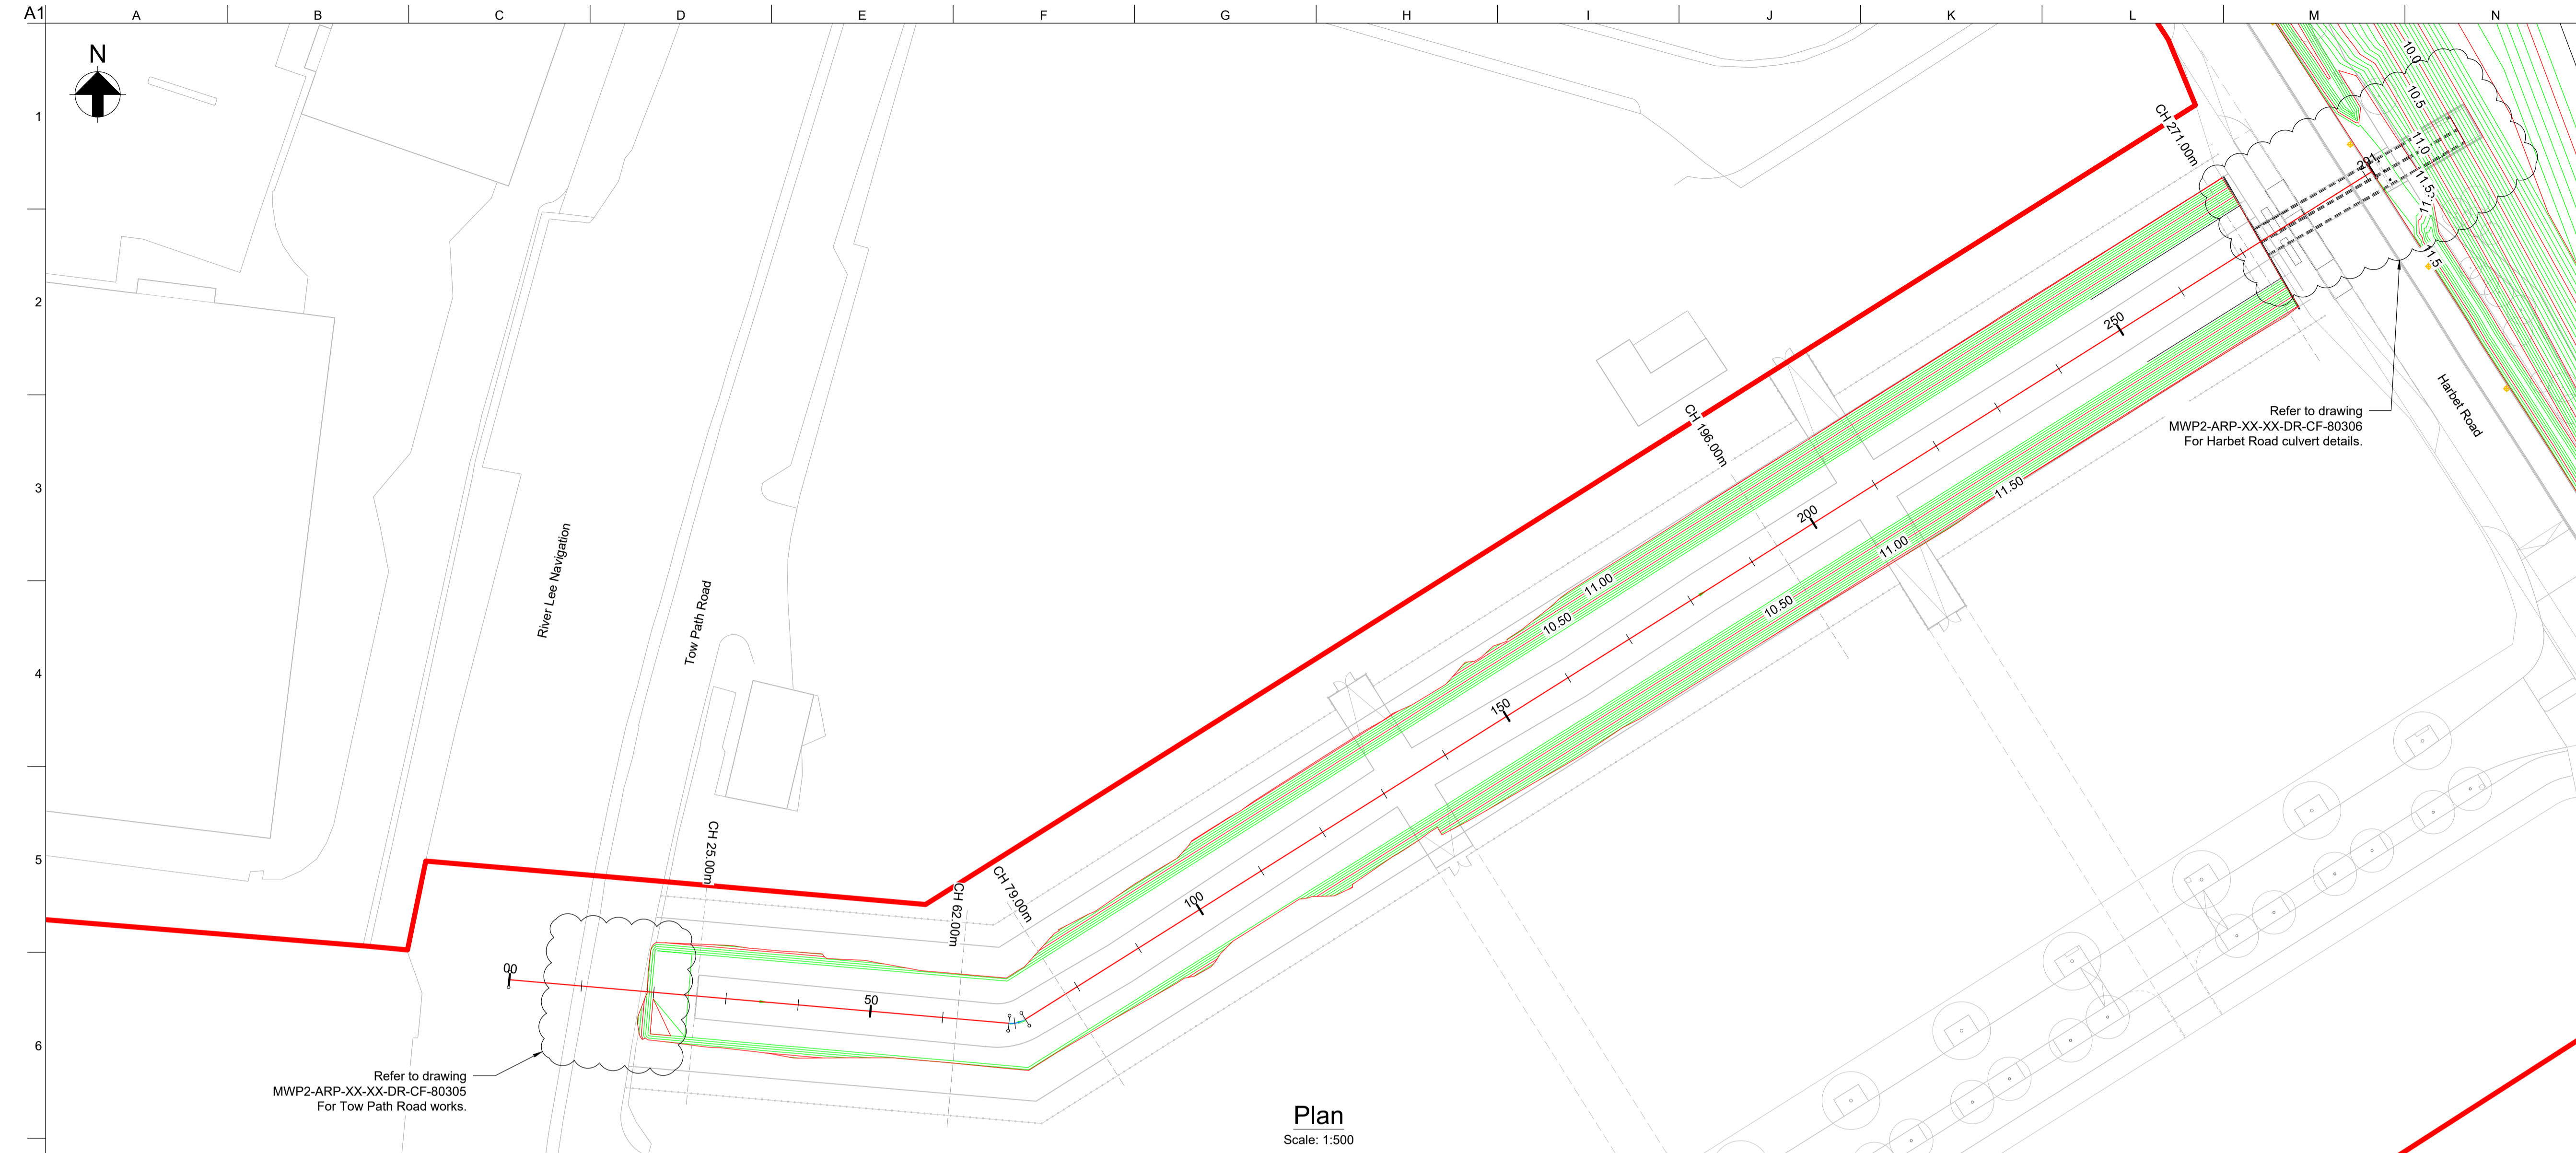 A1
A B C D E F G H I J K L M N
N
1
2
3
4
5
6
10.0
10.5
11.0
11.5
11.5
CH 271.00m
291.
250
Harbet Road
Refer to drawing
MWP2-ARP-XX-XX-DR-CF-80306
For Harbet Road culvert details.
CH 196.00m
200
11.50
11.00
10.50
11.00
10.50
150
River Lee Navigation
Tow Path Road
CH 25.00m
CH 62.00m
CH 79.00m
100
00
50
Refer to drawing
MWP2-ARP-XX-XX-DR-CF-80305
For Tow Path Road works.
Plan
Scale: 1:500